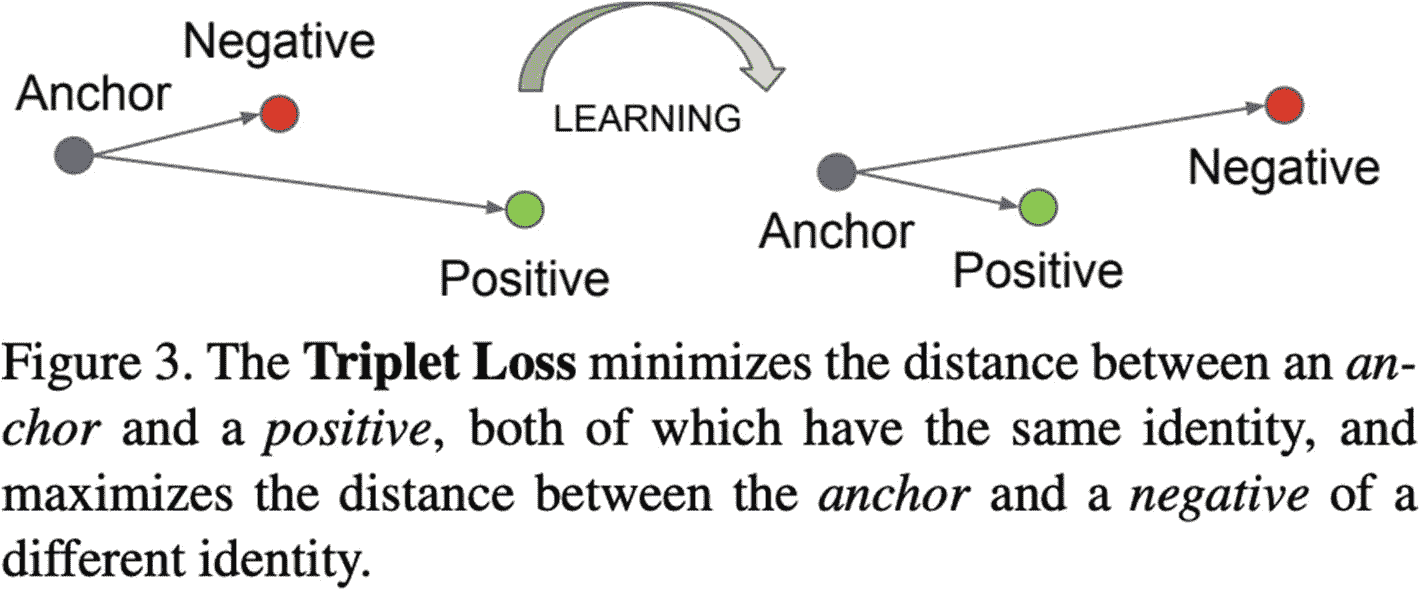 Negative
Anchor
LEARNING
Positive
Negative
Anchor
Positive
Figure 3. The Triplet Loss minimizes the distance between an an-
chor and a positive, both of which have the same identity, and
maximizes the distance between the anchor and a negative of a
different identity.